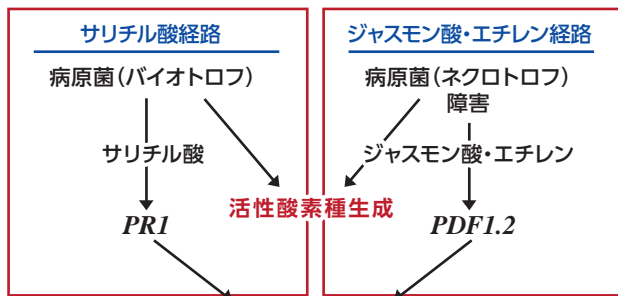 サリチル酸経路
病原菌(バイオトロフ)
サリチル酸
PR1
ジャスモン酸・エチレン経路
病原菌(ネクロトロフ)
障害
ジャスモン酸・エチレン
PDF1.2
活性酸素種生成